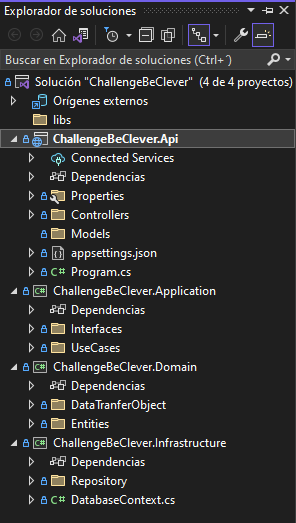 Explorador de soluciones
Buscar en Explorador de soluciones (Ctrl+´)
Solución "ChallengeBeClever" (4 de 4 proyectos)
Orígenes externos
libs
ChallengeBeClever.Api
Connected Services
Dependencias
Properties
Controllers
Models
appsettings.json
C# Program.cs
C# ChallengeBeClever.Application
Dependencias
Interfaces
UseCases
C# ChallengeBeClever.Domain
Dependencias
DataTranferObject
Entities
C# ChallengeBeClever.Infrastructure
Dependencias
Repository
C# DatabaseContext.cs